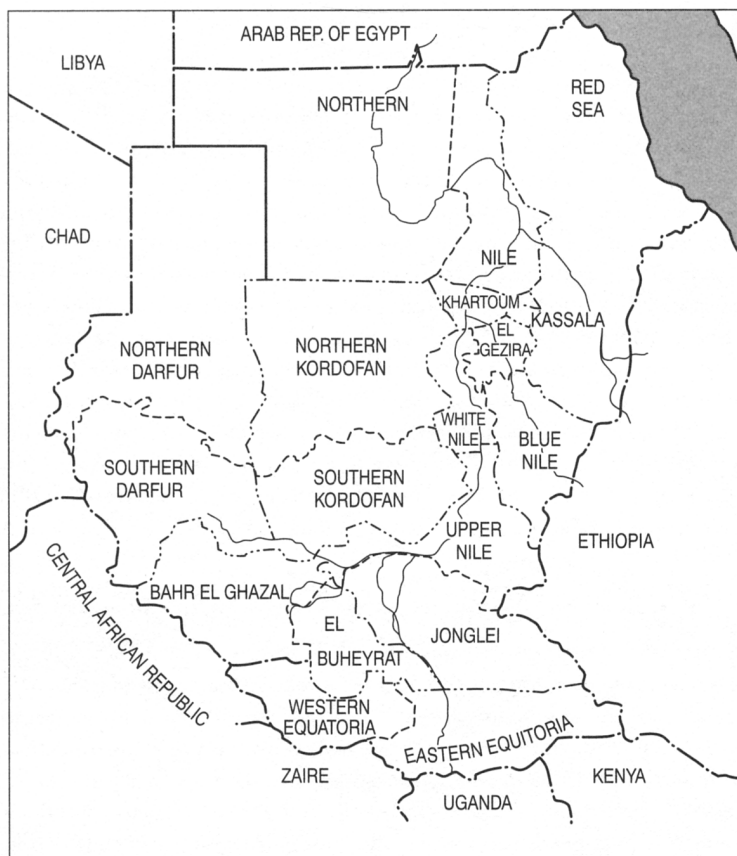 ARAB REP. OF EGYPT
LIBYA
RED
SEA
NORTHERN
CHAD
NILE
KHARTOUM
KASSALA
EL
GEZIRA
NORTHERN
DARFUR
NORTHERN
KORDOFAN
WHITE
NILE
BLUE
NILE
SOUTHERN
DARFUR
SOUTHERN
KORDOFAN
UPPER
NILE
ETHIOPIA
CENTRAL AFRICAN REPUBLIC
BAHR EL GHAZAL
EL
BUHEYRAT
JONGLEI
WESTERN
EQUATORIA
EASTERN EQUITORIA
ZAIRE
UGANDA
KENYA